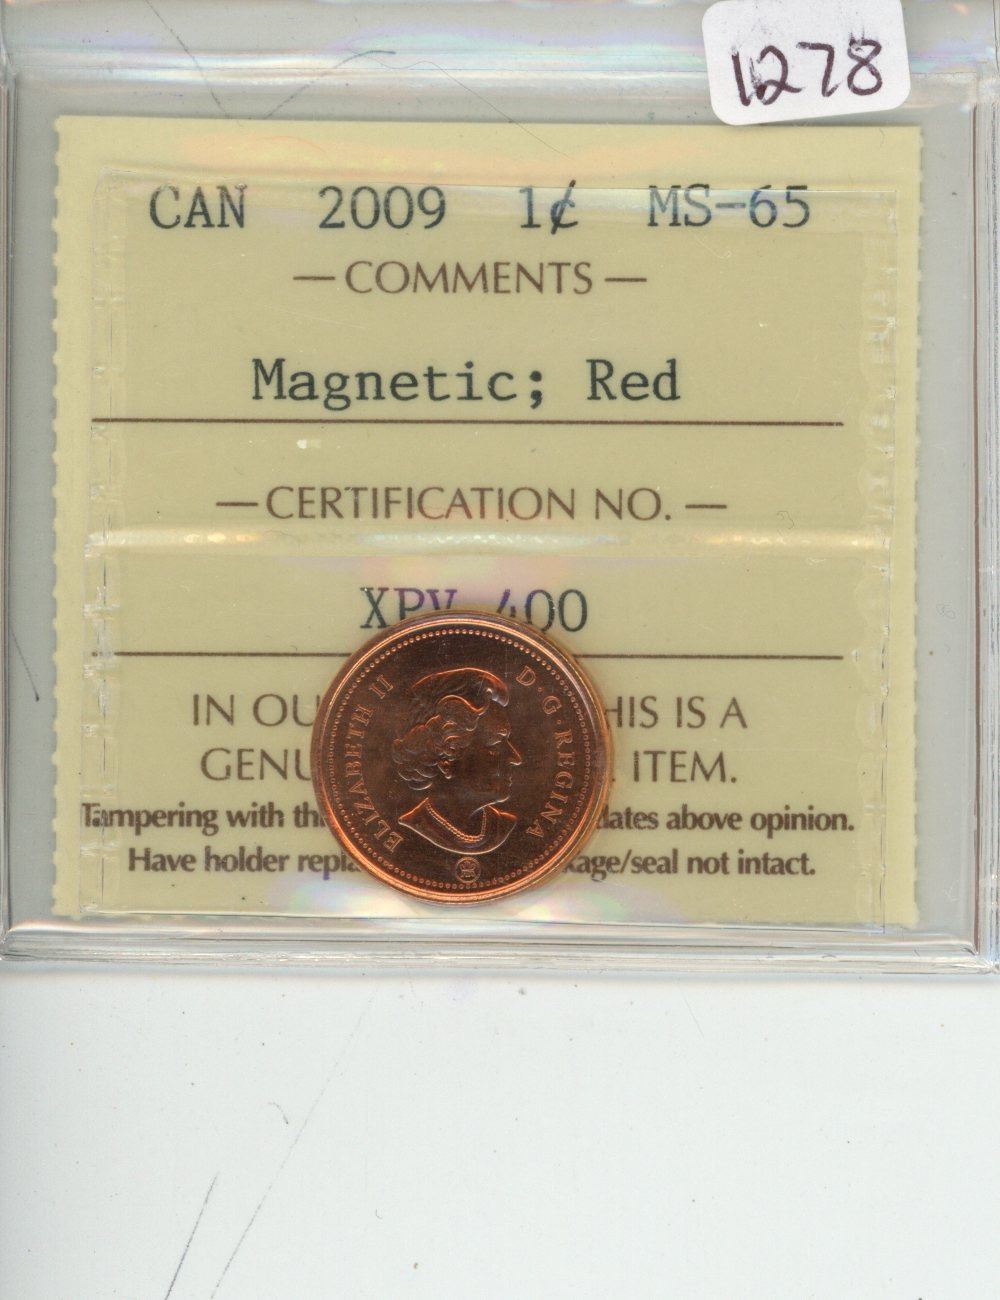 1278
CAN 2009 1¢ MS-65
— COMMENTS —
Magnetic; Red
— CERTIFICATION NO. —
XPV 400
IN OU HIS IS A
GENU ITEM.
Tampering with th dates above opinion.
Have holder repla kage/seal not intact.
ELIZABETH II D·G·REGINA